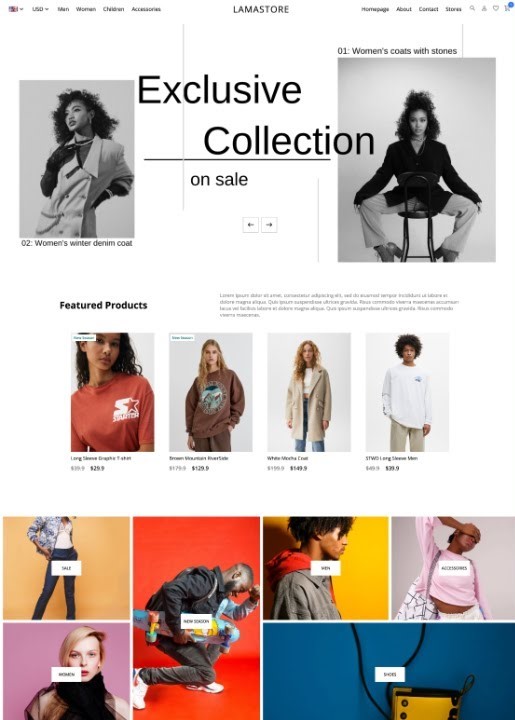 USD Men Women Children Accessories
LAMASTORE
Homepage About Contact Stores
01: Women's coats with stones
Exclusive
Collection
on sale
02: Women's winter denim coat
Featured Products
Lorem ipsum dolor sit amet, consectetur adipiscing elit, sed do eiusmod tempor incididunt ut labore et
dolore magna aliqua. Quis ipsum suspendisse ultrices gravida. Risus commodo viverra maecenas accumsan
lacus vel facilisis labore et dolore magna aliqua. Quis ipsum suspendisse ultrices gravida. Risus commodo
viverra maecenas.
New Season
New Season
Long Sleeve Graphic T-shirt
$39.9 $29.9
Brown Mountain Riverside
$179.9 $129.9
White Mocha Coat
$199.9 $149.9
STWD Long Sleeve Men
$49.9 $39.9
SALE
NEW SEASON
MEN
ACCESSORIES
WOMEN
SHOES